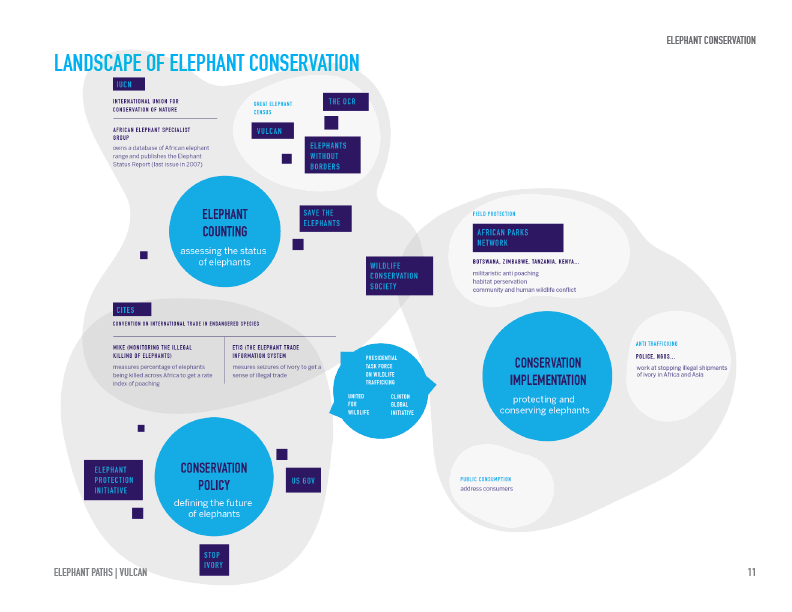 ELEPHANT CONSERVATION
LANDSCAPE OF ELEPHANT CONSERVATION
IUCN
INTERNATIONAL UNION FOR
CONSERVATION OF NATURE
AFRICAN ELEPHANT SPECIALIST
GROUP
owns a database of African elephant
range and publishes the Elephant
Status Report (last issue in 2007)
GREAT ELEPHANT
CENSUS
VULCAN
THE OCR
ELEPHANTS
WITHOUT
BORDERS
ELEPHANT
COUNTING
assessing the status
of elephants
SAVE THE
ELEPHANTS
WILDLIFE
CONSERVATION
SOCIETY
FIELD PROTECTION
AFRICAN PARKS
NETWORK
BOTSWANA, ZIMBABWE, TANZANIA, KENYA...
militaristic anti poaching
habitat perservation
community and human wildlife conflict
CITES
CONVENTION ON INTERNATIONAL TRADE IN ENDANGERED SPECIES
MIKE (MONITORING THE ILLEGAL
KILLING OF ELEPHANTS)
measures percentage of elephants
being killed across Africa to get a rate
index of poaching
ETIS (THE ELEPHANT TRADE
INFORMATION SYSTEM
measures seizures of ivory to get a
sense of illegal trade
PRESIDENTIAL
TASK FORCE
ON WILDLIFE
TRAFFICKING
UNITED
FOR
WILDLIFE
CLINTON
GLOBAL
INITIATIVE
CONSERVATION
IMPLEMENTATION
protecting and
conserving elephants
ANTI TRAFFICKING
POLICE, NGOS...
work at stopping illegal shipments
of ivory in Africa and Asia
CONSERVATION
POLICY
defining the future
of elephants
ELEPHANT
PROTECTION
INITIATIVE
US GOV
STOP
IVORY
PUBLIC CONSUMPTION
address consumers
ELEPHANT PATHS | VULCAN
11